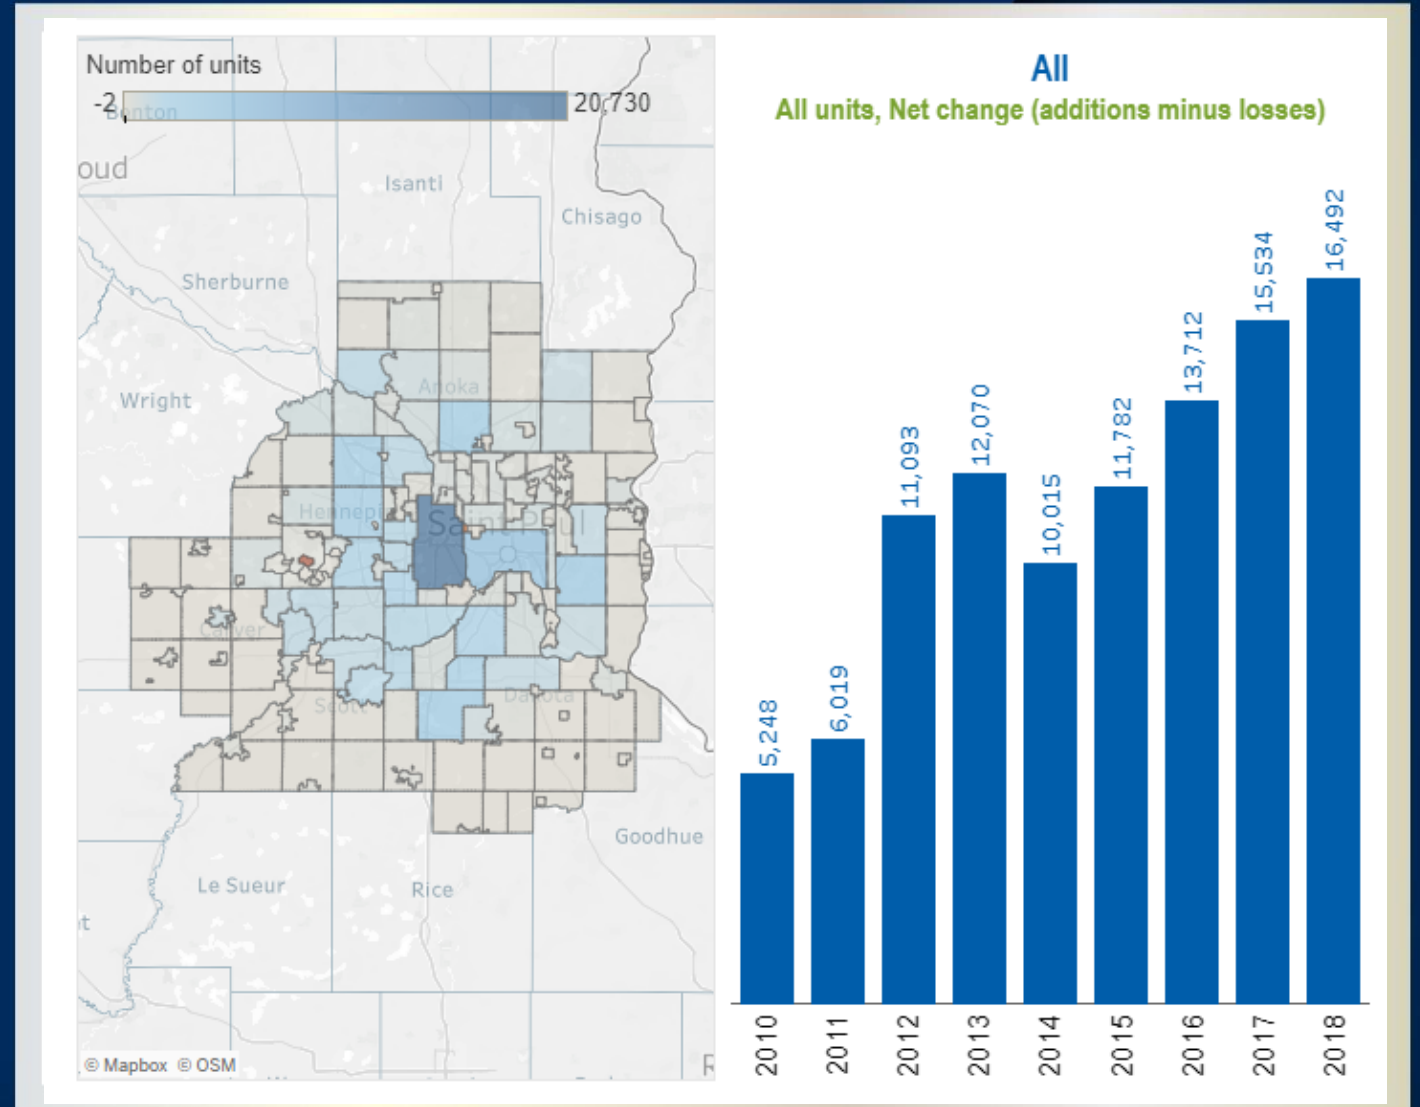 Number of units
-2
20,730
Benton
oud
Isanti
Chisago
Sherburne
Wright
Anoka
Hennepin
Saint Paul
Carver
Scott
Dakota
Goodhue
Le Sueur
Rice
t
R
© Mapbox © OSM
All
All units, Net change (additions minus losses)
5,248
6,019
11,093
12,070
10,015
11,782
13,712
15,534
16,492
2010
2011
2012
2013
2014
2015
2016
2017
2018